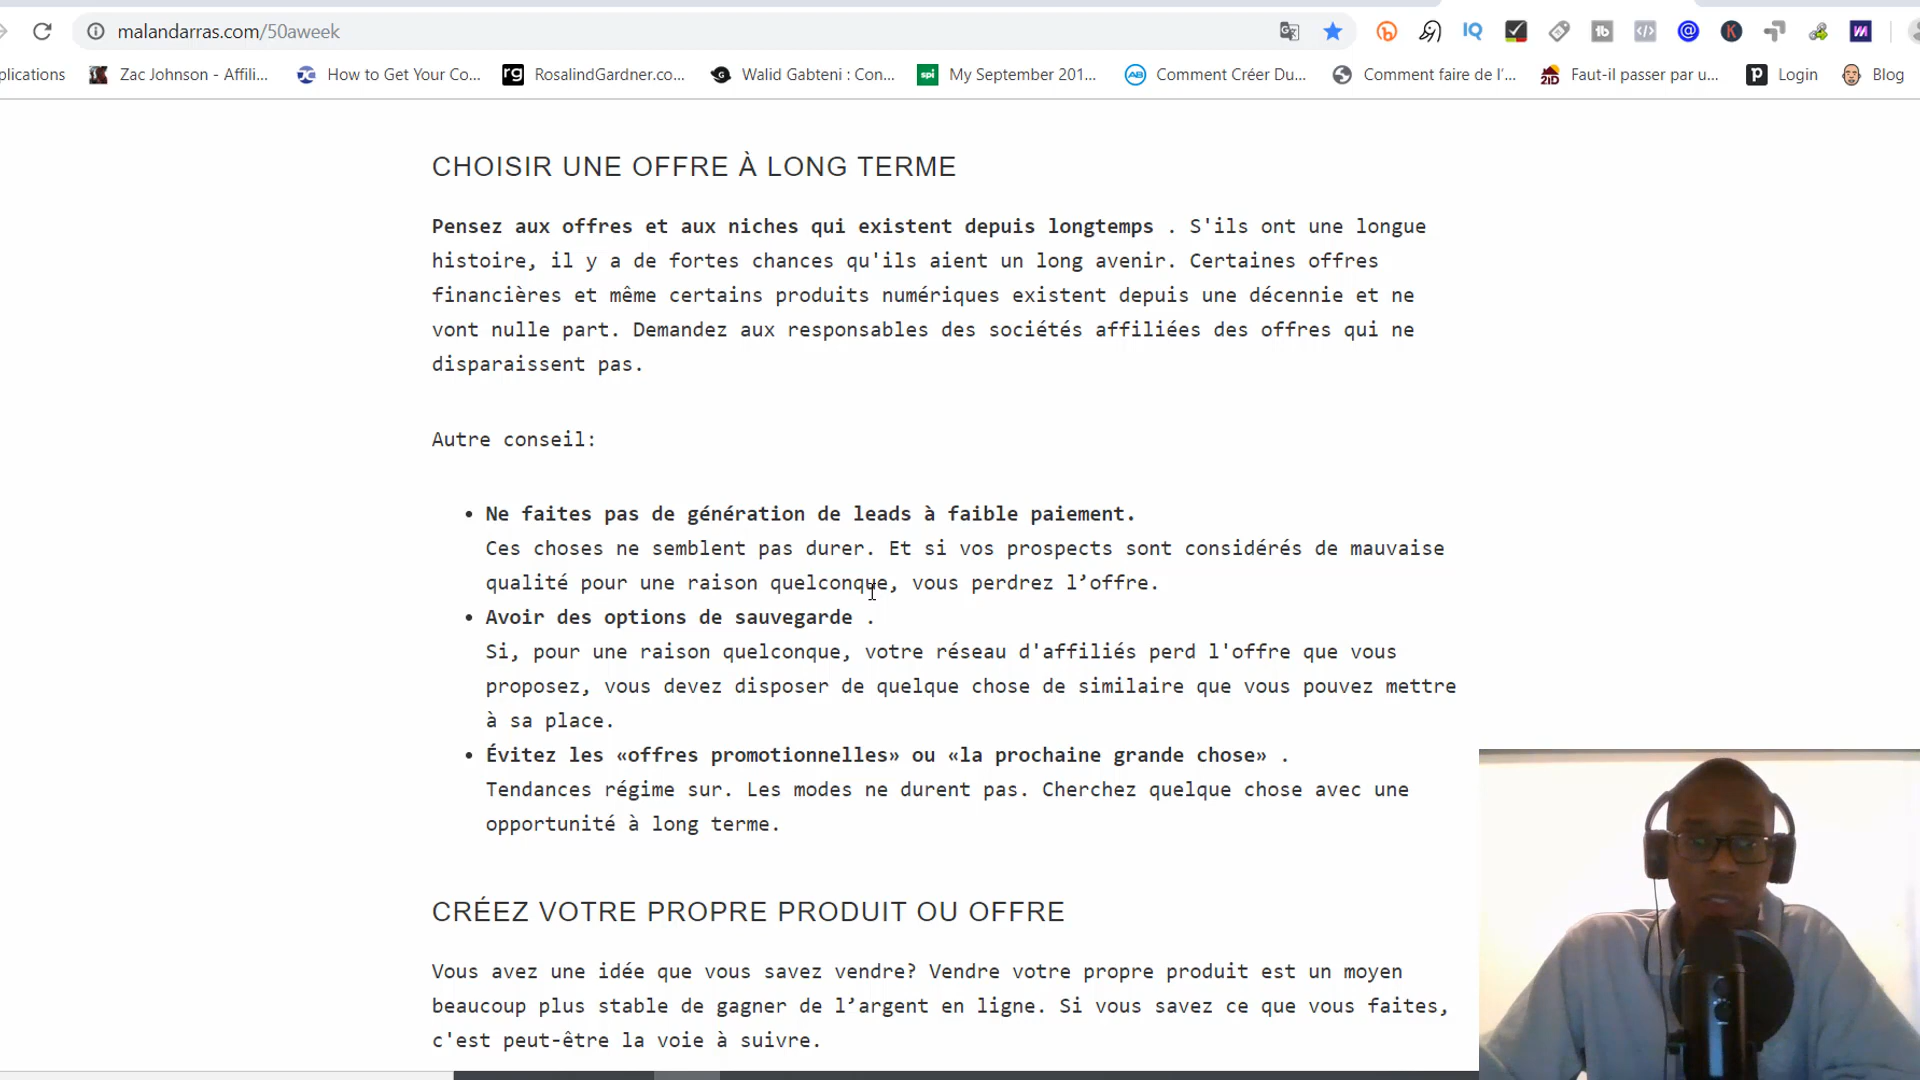 malandarras.com/50aweek
plications
Zac Johnson - Affili...
How to Get Your Co...
rg
RosalindGardner.co...
G
Walid Gabteni : Con...
spi
My September 201...
AB
Comment Créer Du...
Comment faire de l'...
21D
Faut-il passer par u...
P
Login
Blog
CHOISIR UNE OFFRE À LONG TERME
Pensez aux offres et aux niches qui existent depuis longtemps . S'ils ont une longue
histoire, il y a de fortes chances qu'ils aient un long avenir. Certaines offres
financières et même certains produits numériques existent depuis une décennie et ne
vont nulle part. Demandez aux responsables des sociétés affiliées des offres qui ne
disparaissent pas.
Autre conseil:
• Ne faites pas de génération de leads à faible paiement.
Ces choses ne semblent pas durer. Et si vos prospects sont considérés de mauvaise
qualité pour une raison quelconque, vous perdrez l’offre.
• Avoir des options de sauvegarde .
Si, pour une raison quelconque, votre réseau d'affiliés perd l'offre que vous
proposez, vous devez disposer de quelque chose de similaire que vous pouvez mettre
à sa place.
• Évitez les «offres promotionnelles» ou «la prochaine grande chose» .
Tendances régime sur. Les modes ne durent pas. Cherchez quelque chose avec une
opportunité à long terme.
CRÉEZ VOTRE PROPRE PRODUIT OU OFFRE
Vous avez une idée que vous savez vendre? Vendre votre propre produit est un moyen
beaucoup plus stable de gagner de l’argent en ligne. Si vous savez ce que vous faites,
c'est peut-être la voie à suivre.